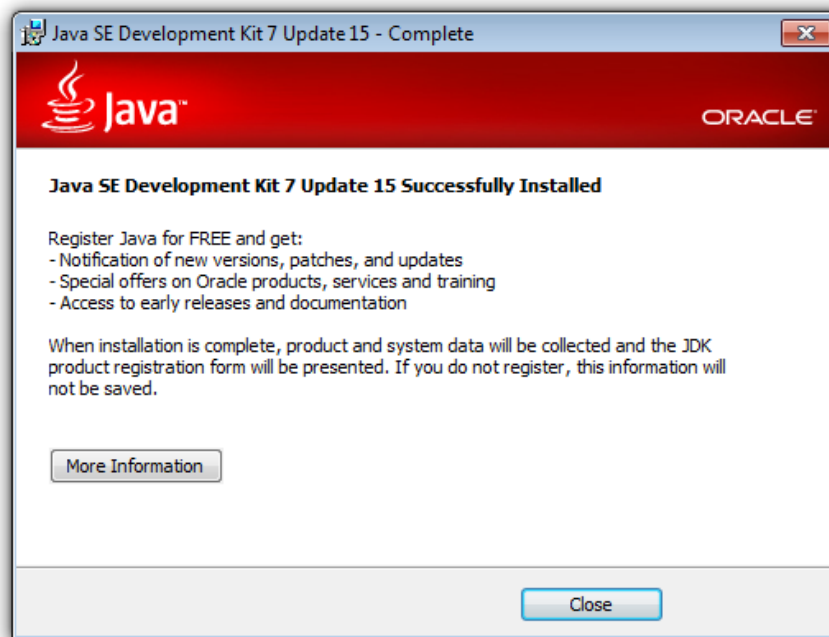 Java SE Development Kit 7 Update 15 - Complete
Java™
ORACLE
Java SE Development Kit 7 Update 15 Successfully Installed
Register Java for FREE and get:
- Notification of new versions, patches, and updates
- Special offers on Oracle products, services and training
- Access to early releases and documentation
When installation is complete, product and system data will be collected and the JDK
product registration form will be presented. If you do not register, this information will
not be saved.
More Information
Close